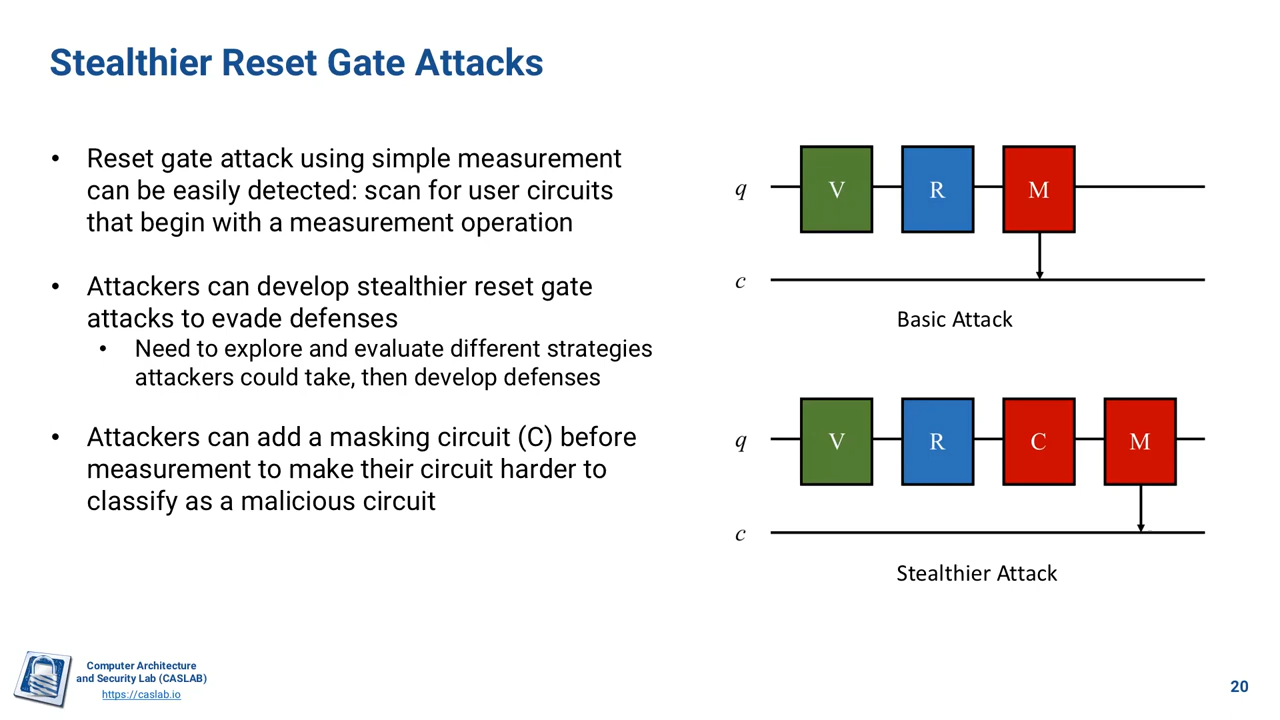 Stealthier Reset Gate Attacks
• Reset gate attack using simple measurement
can be easily detected: scan for user circuits
that begin with a measurement operation
• Attackers can develop stealthier reset gate
attacks to evade defenses
• Need to explore and evaluate different strategies
attackers could take, then develop defenses
• Attackers can add a masking circuit (C) before
measurement to make their circuit harder to
classify as a malicious circuit
q V R M
c
Basic Attack
q V R C M
c
Stealthier Attack
Computer Architecture
and Security Lab (CASLAB)
https://caslab.io
20